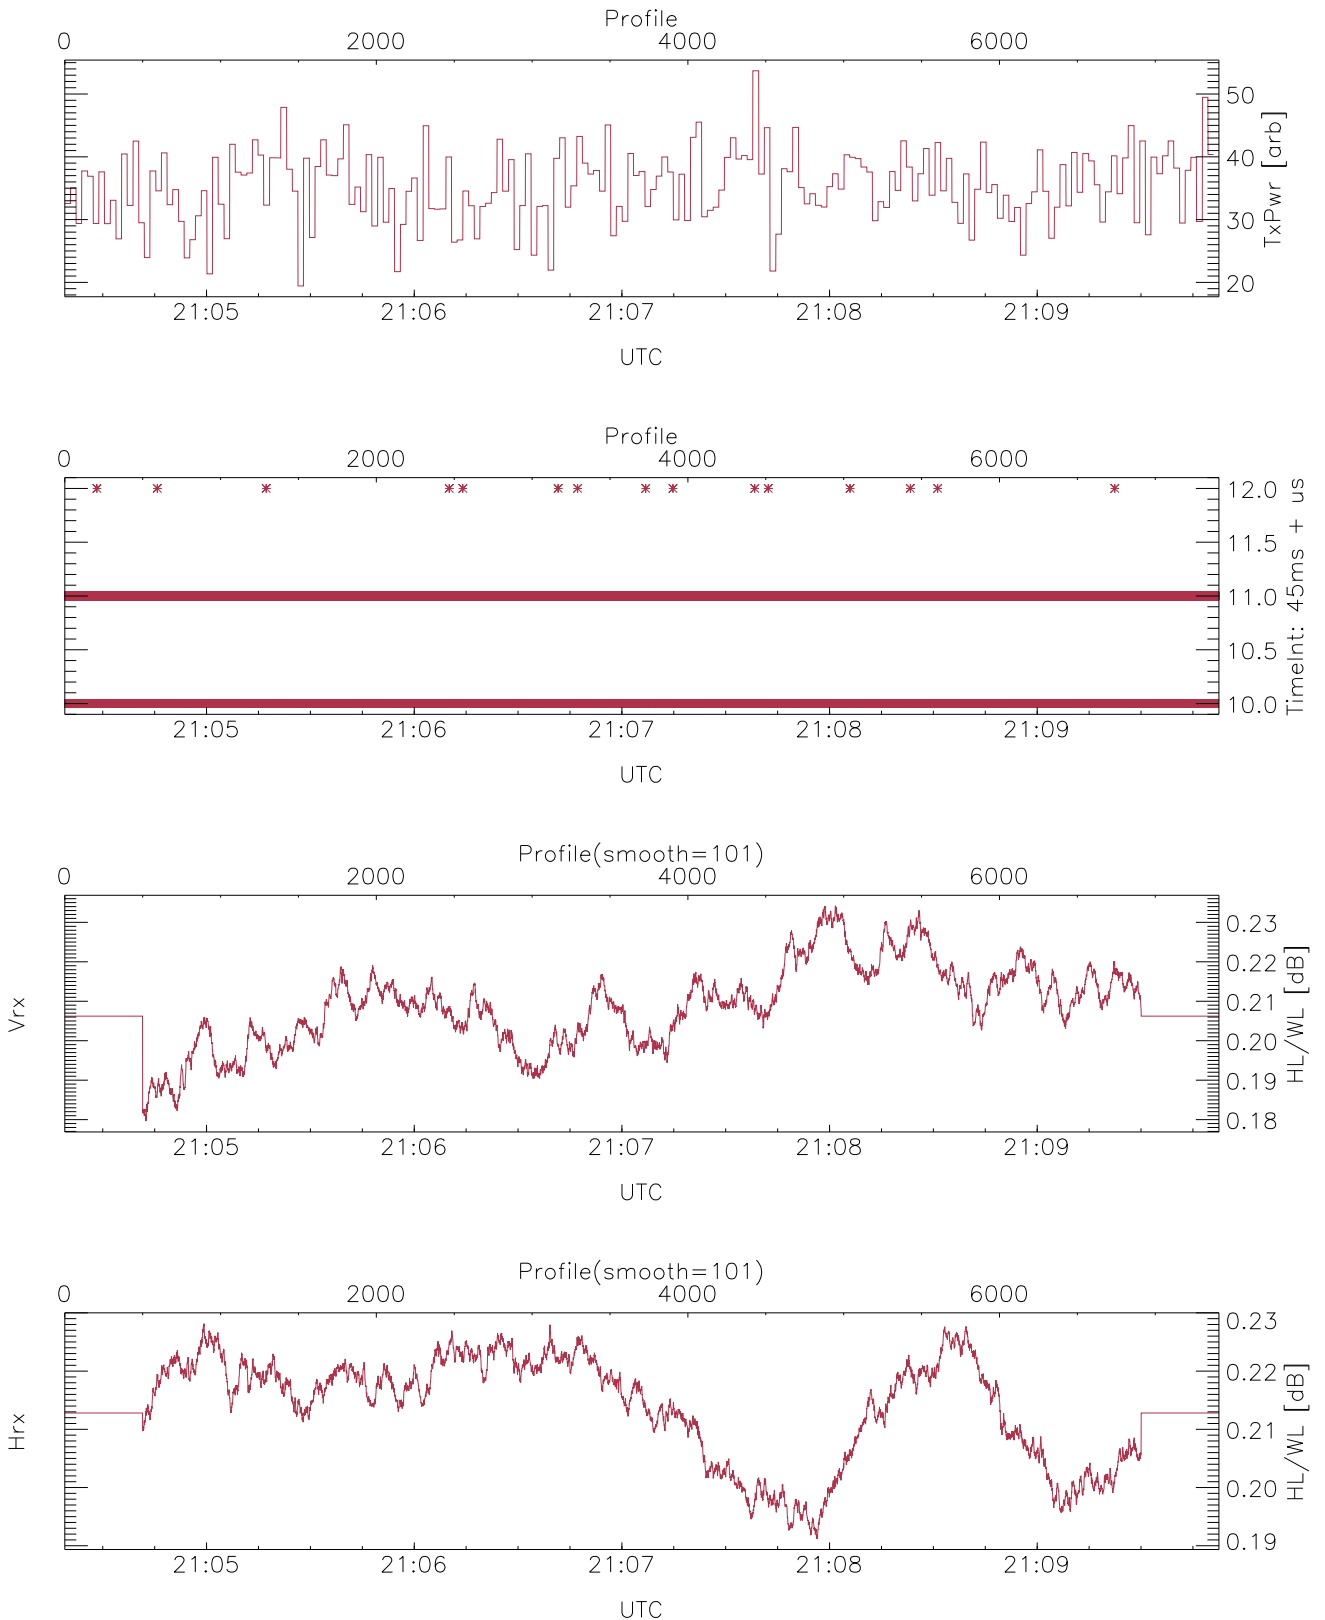 Profile
0 2000 4000 6000
50
40
30
20
TxPwr [arb]
21:05 21:06 21:07 21:08 21:09
UTC
Profile
0 2000 4000 6000
12.0
11.5
11.0
10.5
10.0
TimeInt: 45ms + us
21:05 21:06 21:07 21:08 21:09
UTC
Profile(smooth=101)
0 2000 4000 6000
Vrx
0.23
0.22
0.21
0.20
0.19
0.18
HL/WL [dB]
21:05 21:06 21:07 21:08 21:09
UTC
Profile(smooth=101)
0 2000 4000 6000
Hrx
0.23
0.22
0.21
0.20
0.19
HL/WL [dB]
21:05 21:06 21:07 21:08 21:09
UTC